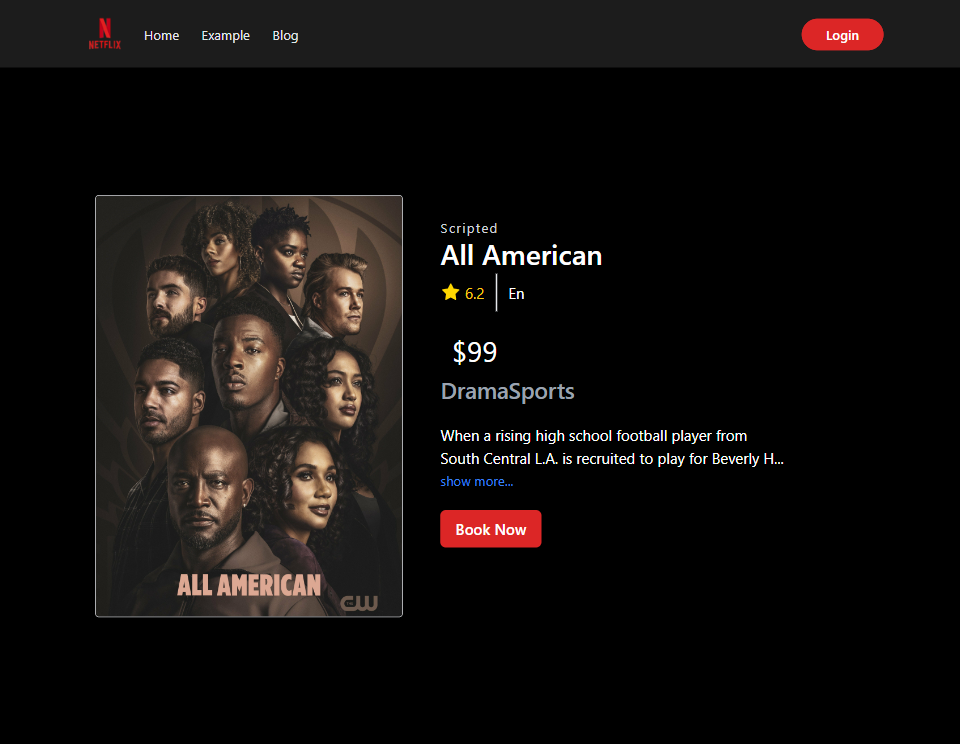 N
NETFLIX
Home
Example
Blog
Login
Scripted
All American
6.2
En
$99
DramaSports
When a rising high school football player from
South Central L.A. is recruited to play for Beverly H...
show more...
Book Now
ALL AMERICAN
CW